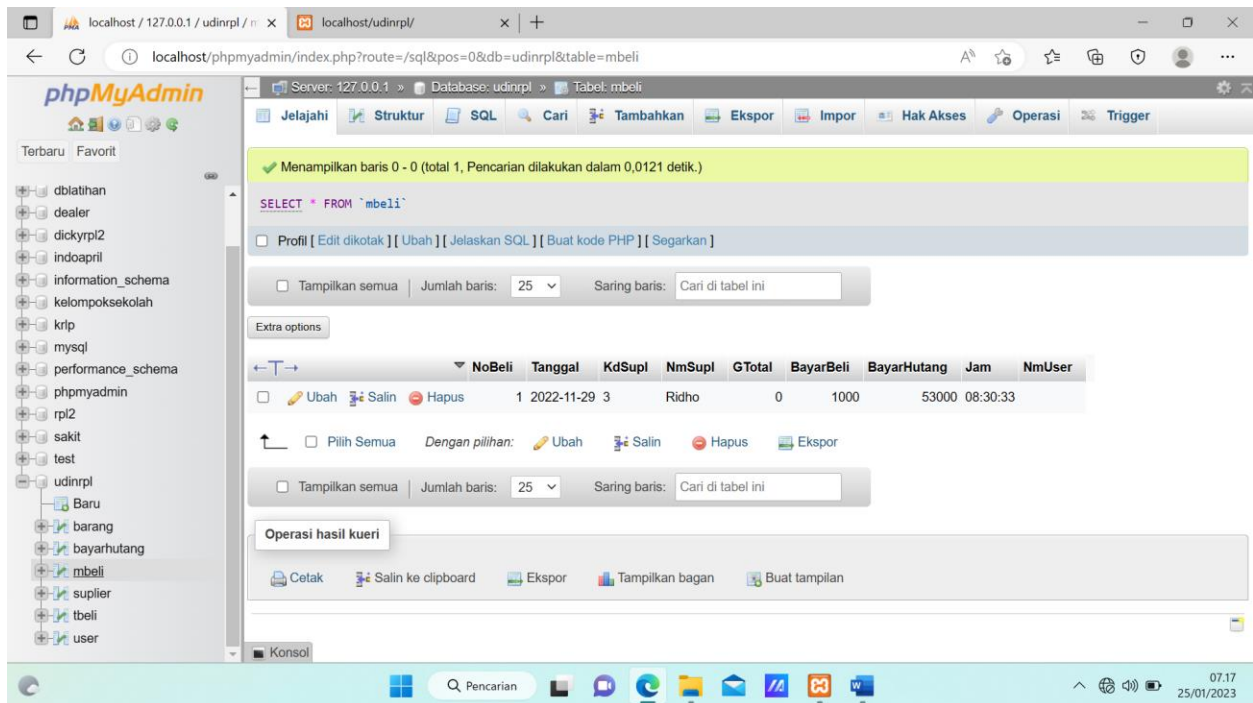 localhost / 127.0.0.1 / udinrpl / m
localhost/udinrpl/
localhost/phpmyadmin/index.php?route=/sql&pos=0&db=udinrpl&table=mbeli
phpMyAdmin
Terbaru Favorit
dblatihan
dealer
dickyrpl2
indoapril
information_schema
kelompoksekolah
krlp
mysql
performance_schema
phpmyadmin
rpl2
sakit
test
udinrpl
Baru
barang
bayarhutang
mbeli
suplier
tbeli
user
Server: 127.0.0.1 » Database: udinrpl » Tabel: mbeli
Jelajahi Struktur SQL Cari Tambahkan Ekspor Impor Hak Akses Operasi Trigger
Menampilkan baris 0 - 0 (total 1, Pencarian dilakukan dalam 0,0121 detik.)
SELECT * FROM `mbeli`
Profil [ Edit dikotak ] [ Ubah ] [ Jelaskan SQL ] [ Buat kode PHP ] [ Segarkan ]
Tampilkan semua | Jumlah baris: 25 Saring baris: Cari di tabel ini
Extra options
←T→ NoBeli Tanggal KdSupl NmSupl GTotal BayarBeli BayarHutang Jam NmUser
Ubah Salin Hapus 1 2022-11-29 3 Ridho 0 1000 53000 08:30:33
Pilih Semua Dengan pilihan: Ubah Salin Hapus Ekspor
Tampilkan semua | Jumlah baris: 25 Saring baris: Cari di tabel ini
Operasi hasil kueri
Cetak Salin ke clipboard Ekspor Tampilkan bagan Buat tampilan
Konsol
Pencarian
07.17
25/01/2023